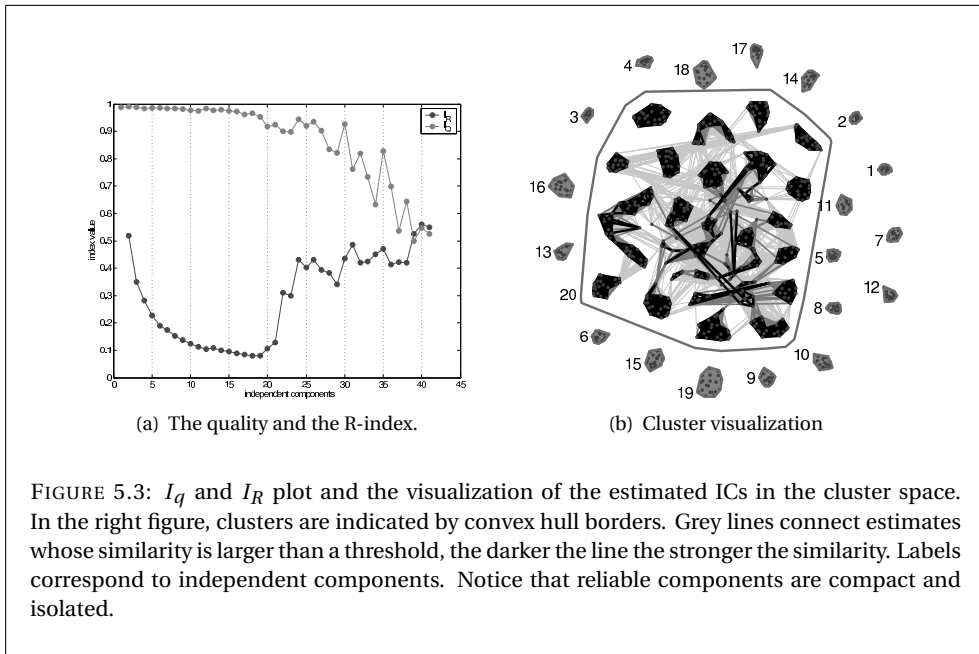 1
0.9
0.8
0.7
0.6
0.5
0.4
0.3
0.2
0.1
0
0 5 10 15 20 25 30 35 40 45
index value
independent components
I R
I Q
(a) The quality and the R-index.
17
4
18
14
3
2
1
16
11
7
13
5
20
12
8
6
15
10
19
9
(b) Cluster visualization
FIGURE 5.3: I_q and I_R plot and the visualization of the estimated ICs in the cluster space.
In the right figure, clusters are indicated by convex hull borders. Grey lines connect estimates
whose similarity is larger than a threshold, the darker the line the stronger the similarity. Labels
correspond to independent components. Notice that reliable components are compact and
isolated.